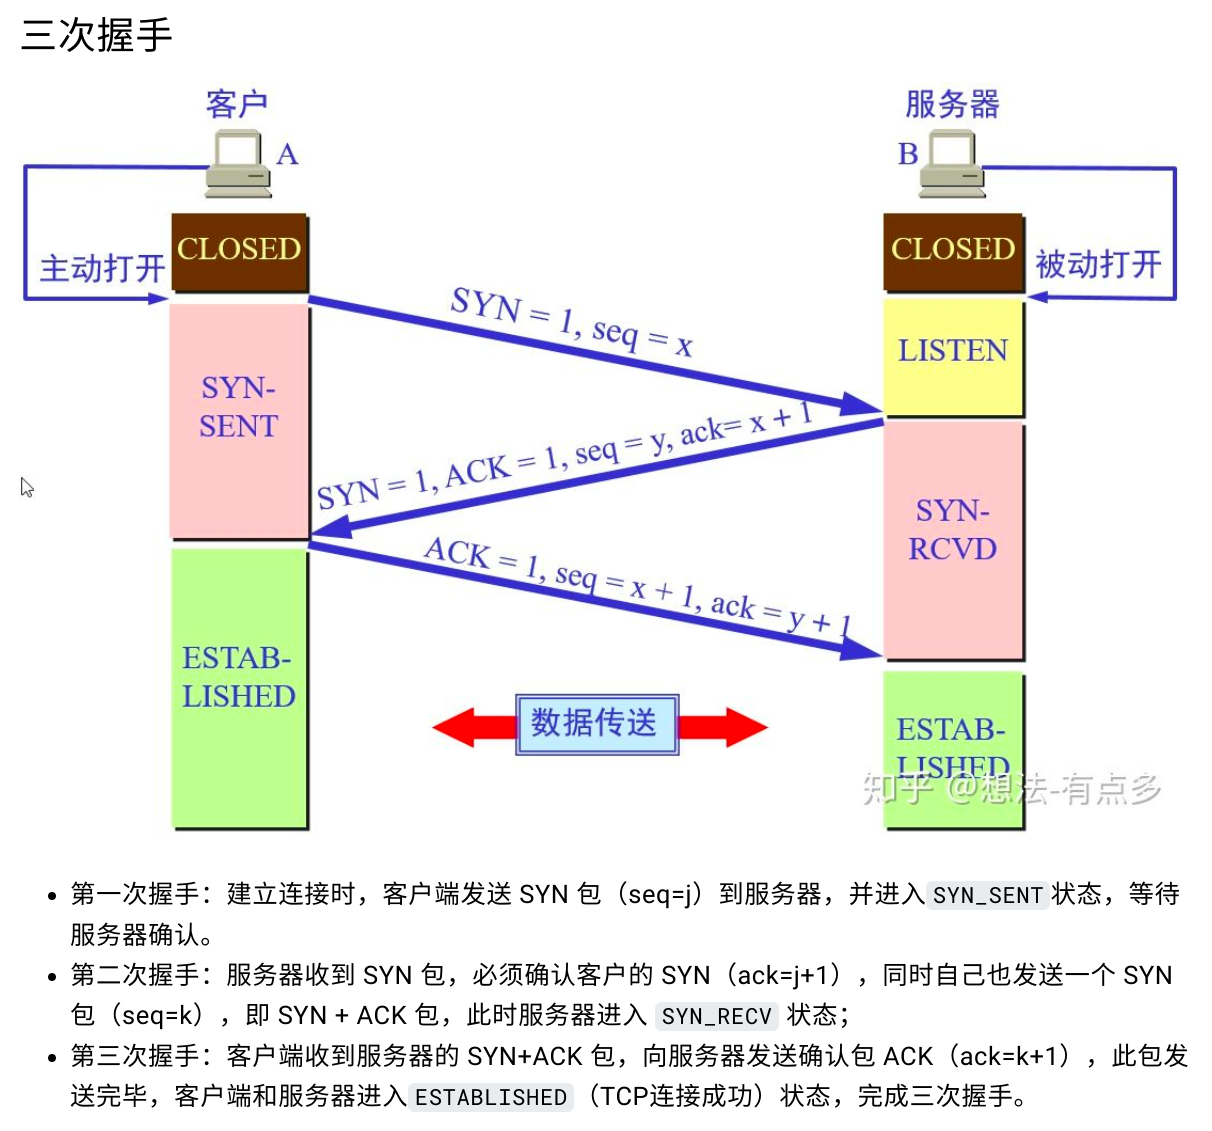 三次握手
客户
服务器
A
B
CLOSED
CLOSED
主动打开
被动打开
SYN = 1, seq = x
LISTEN
SYN-
SENT
SYN = 1, ACK = 1, seq = y, ack= x + 1
SYN-
RCVD
ACK = 1, seq = x + 1, ack = y + 1
ESTAB-
LISHED
数据传送
ESTAB-
LISHED
知乎 @想法-有点多
第一次握手：建立连接时，客户端发送 SYN 包（seq=j）到服务器，并进入 SYN_SENT 状态，等待
服务器确认。
第二次握手：服务器收到 SYN 包，必须确认客户的 SYN（ack=j+1），同时自己也发送一个 SYN
包（seq=k），即 SYN + ACK 包，此时服务器进入 SYN_RECV 状态；
第三次握手：客户端收到服务器的 SYN+ACK 包，向服务器发送确认包 ACK（ack=k+1），此包发
送完毕，客户端和服务器进入 ESTABLISHED （TCP连接成功）状态，完成三次握手。